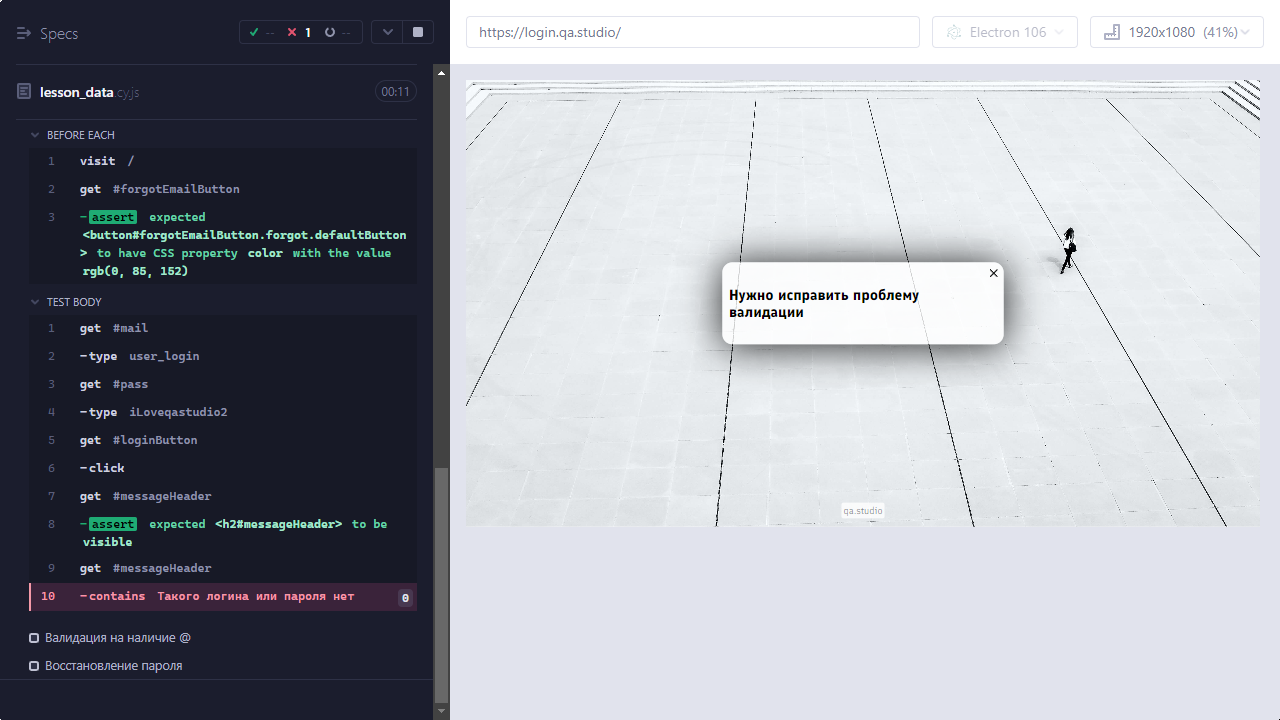 Specs
-- 1 --
https://login.qa.studio/
Electron 106
1920x1080 (41%)
lesson_data.cy.js
00:11
BEFORE EACH
1 visit /
2 get #forgotEmailButton
3 -assert expected
<button#forgotEmailButton.forgot.defaultButton
> to have CSS property color with the value
rgb(0, 85, 152)
TEST BODY
1 get #mail
2 -type user_login
3 get #pass
4 -type iLoveqastudio2
5 get #loginButton
6 -click
7 get #messageHeader
8 -assert expected <h2#messageHeader> to be
visible
9 get #messageHeader
10 -contains Такого логина или пароля нет 0
Валидация на наличие @
Восстановление пароля
Нужно исправить проблему
валидации
qa.studio